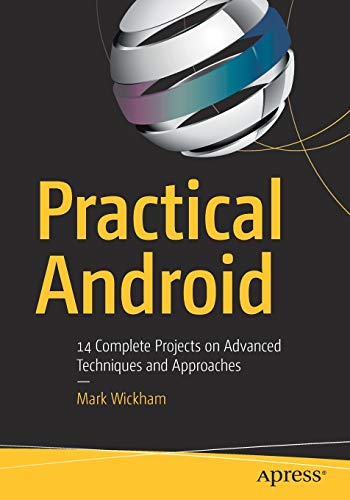 Practical
Android
14 Complete Projects on Advanced
Techniques and Approaches
—
Mark Wickham
Apress®